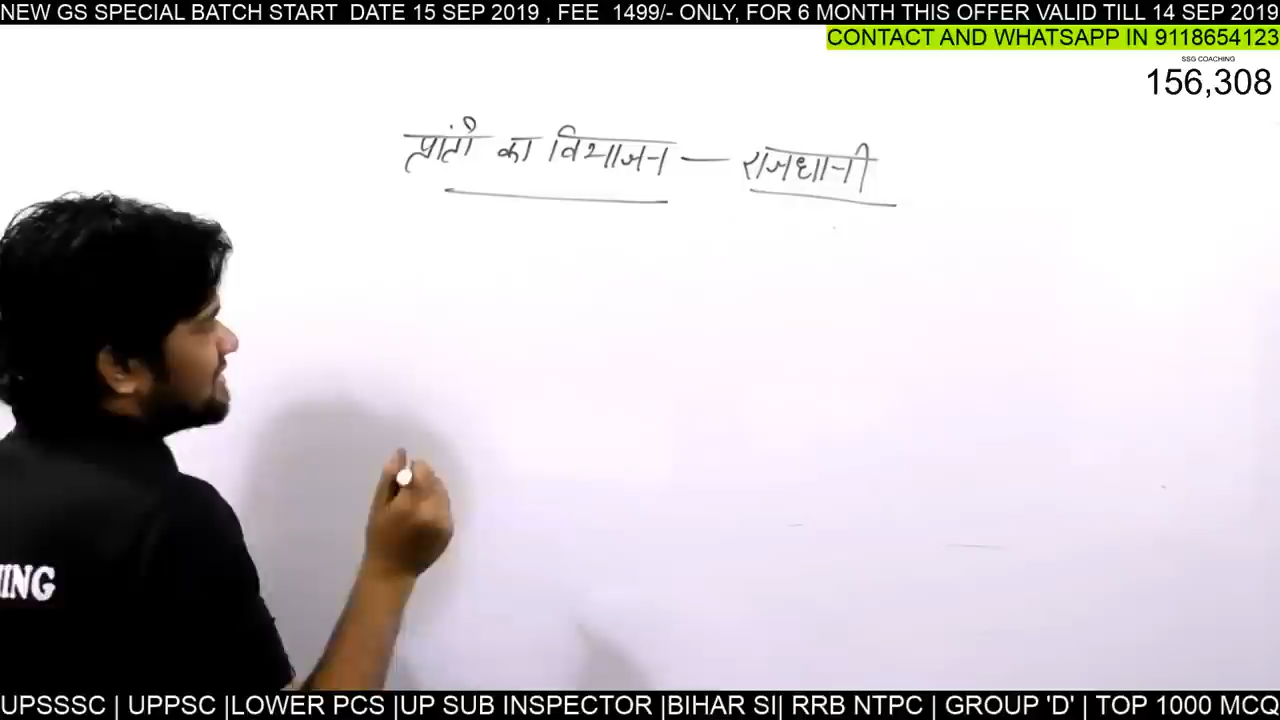 NEW GS SPECIAL BATCH START DATE 15 SEP 2019 , FEE 1499/- ONLY, FOR 6 MONTH THIS OFFER VALID TILL 14 SEP 2019
CONTACT AND WHATSAPP IN 9118654123
SSG COACHING
156,308
प्रांतों का विभाजन — राजधानी
ING
UPSSSC | UPPSC |LOWER PCS |UP SUB INSPECTOR |BIHAR SI| RRB NTPC | GROUP 'D' | TOP 1000 MCQ